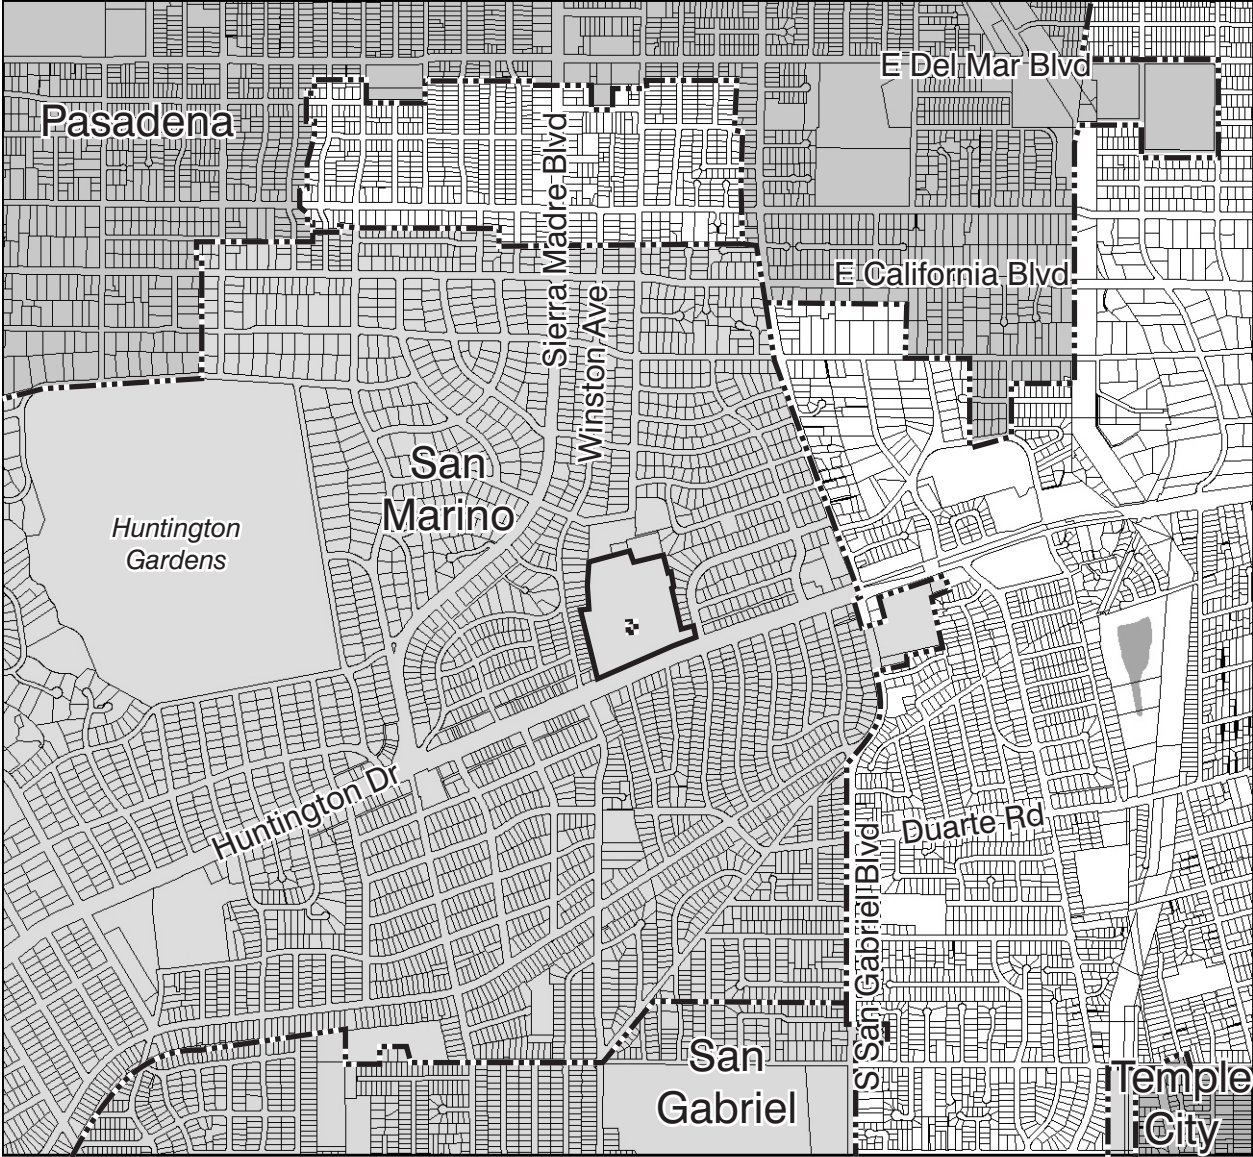 E Del Mar Blvd
Pasadena
Sierra Madre Blvd
E California Blvd
Winston Ave
San
Marino
Huntington
Gardens
Huntington Dr
Duarte Rd
S San Gabriel Blvd
San
Gabriel
Temple
City